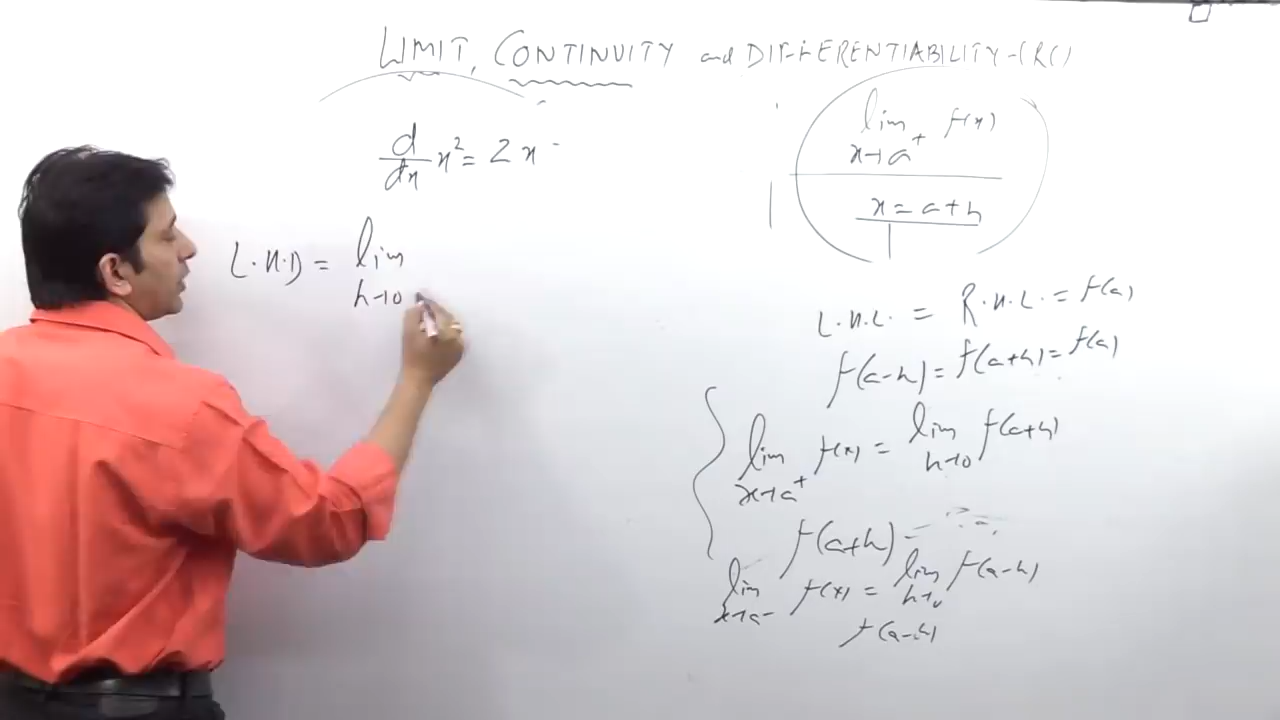 LIMIT, CONTINUITY and DIFFERENTIABILITY-(RC)
d/dx x² = 2x
L.H.D = lim h→0
lim x→a⁺ f(x)
x = a+h
L.H.L. = R.H.L. = f(a)
f(a-h) = f(a+h) = f(a)
lim x→a⁺ f(x) = lim h→0 f(a+h)
f(a+h)
lim x→a- f(x) = lim h→0 f(a-h)
f(a-h)